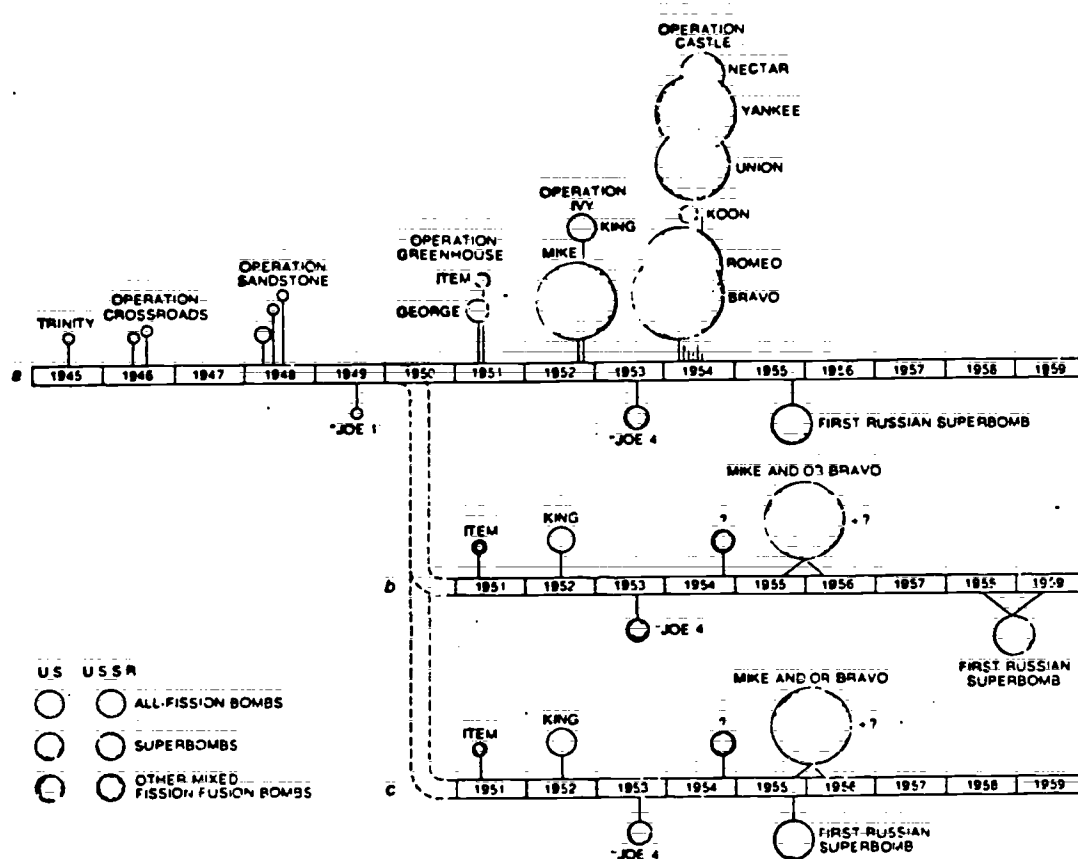 OPERATION
CASTLE
NECTAR
YANKEE
UNION
KOON
ROMEO
BRAVO
OPERATION
IVY
KING
MIKE
OPERATION
GREENHOUSE
ITEM
GEORGE
OPERATION
SANDSTONE
OPERATION
CROSSROADS
TRINITY
a 1945 1946 1947 1948 1949 1950 1951 1952 1953 1954 1955 1956 1957 1958 1959
"JOE 1"
"JOE 4
FIRST RUSSIAN SUPERBOMB
MIKE AND OR BRAVO
ITEM KING ? + ?
b 1951 1952 1953 1954 1955 1956 1957 1958 1959
"JOE 4
FIRST RUSSIAN
SUPERBOMB
MIKE AND OR BRAVO
ITEM KING ? + ?
c 1951 1952 1953 1954 1955 1956 1957 1958 1959
"JOE 4
FIRST RUSSIAN
SUPERBOMB
U S U S S R
ALL-FISSION BOMBS
SUPERBOMBS
OTHER MIXED
FISSION FUSION BOMBS